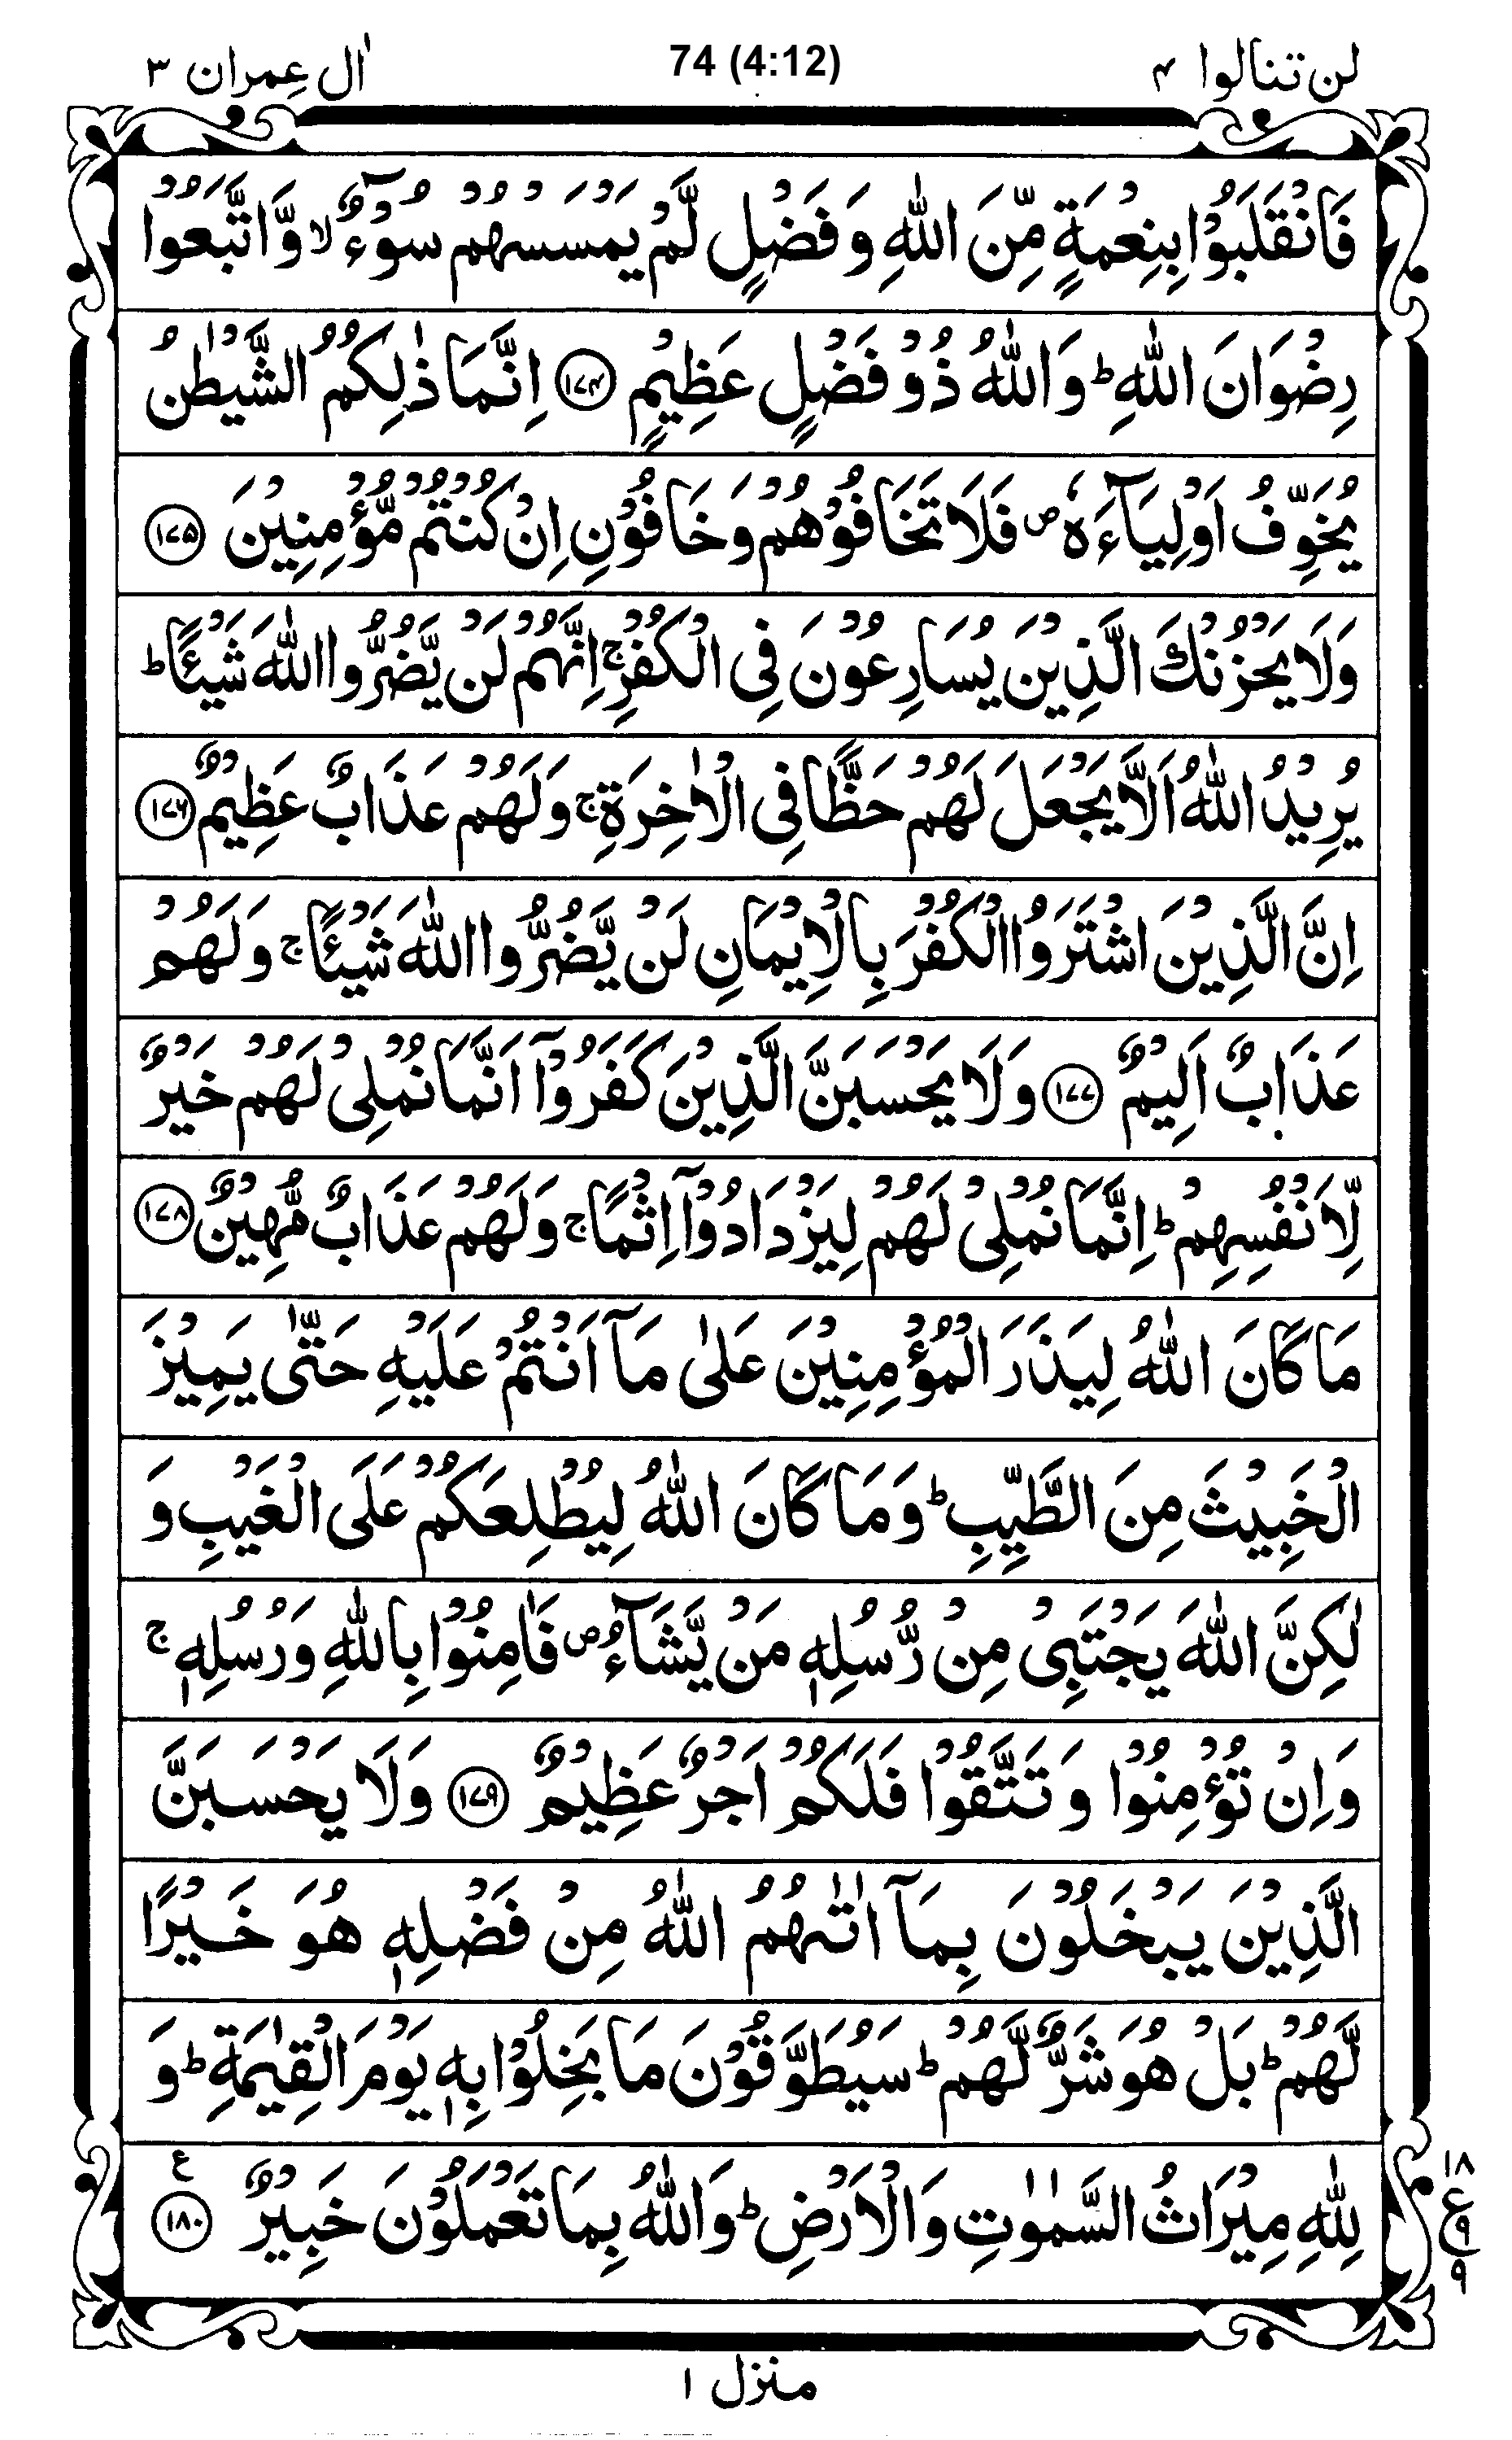 لن تنالوا ۴ 74 (4:12) اٰل عِمران ۳
فَانْقَلَبُوْا بِنِعْمَةٍ مِّنَ اللّٰهِ وَفَضْلٍ لَّمْ يَمْسَسْهُمْ سُوْٓءٌ ۙ وَّاتَّبَعُوْا
رِضْوَانَ اللّٰهِ ؕ وَاللّٰهُ ذُوْ فَضْلٍ عَظِيْمٍ ﴿۱۷۴﴾ اِنَّمَا ذٰلِكُمُ الشَّيْطٰنُ
يُخَوِّفُ اَوْلِيَآءَهٗ ۪ فَلَا تَخَافُوْهُمْ وَخَافُوْنِ اِنْ كُنْتُمْ مُّؤْمِنِيْنَ ﴿۱۷۵﴾
وَلَا يَحْزُنْكَ الَّذِيْنَ يُسَارِعُوْنَ فِى الْكُفْرِ ۚ اِنَّهُمْ لَنْ يَّضُرُّوا اللّٰهَ شَيْـًٔا ؕ
يُرِيْدُ اللّٰهُ اَلَّا يَجْعَلَ لَهُمْ حَظًّا فِى الْاٰخِرَةِ ۚ وَلَهُمْ عَذَابٌ عَظِيْمٌ ﴿۱۷۶﴾
اِنَّ الَّذِيْنَ اشْتَرَوُا الْكُفْرَ بِالْاِيْمَانِ لَنْ يَّضُرُّوا اللّٰهَ شَيْـًٔا ۚ وَلَهُمْ
عَذَابٌ اَلِيْمٌ ﴿۱۷۷﴾ وَلَا يَحْسَبَنَّ الَّذِيْنَ كَفَرُوْۤا اَنَّمَا نُمْلِىْ لَهُمْ خَيْرٌ
لِّاَنْفُسِهِمْ ؕ اِنَّمَا نُمْلِىْ لَهُمْ لِيَزْدَادُوْۤا اِثْمًا ۚ وَلَهُمْ عَذَابٌ مُّهِيْنٌ ﴿۱۷۸﴾
مَا كَانَ اللّٰهُ لِيَذَرَ الْمُؤْمِنِيْنَ عَلٰى مَاۤ اَنْتُمْ عَلَيْهِ حَتّٰى يَمِيْزَ
الْخَبِيْثَ مِنَ الطَّيِّبِ ؕ وَمَا كَانَ اللّٰهُ لِيُطْلِعَكُمْ عَلَى الْغَيْبِ وَ
لٰكِنَّ اللّٰهَ يَجْتَبِىْ مِنْ رُّسُلِهٖ مَنْ يَّشَآءُ ۪ فَاٰمِنُوْا بِاللّٰهِ وَرُسُلِهٖ ۚ
وَاِنْ تُؤْمِنُوْا وَتَتَّقُوْا فَلَكُمْ اَجْرٌ عَظِيْمٌ ﴿۱۷۹﴾ وَلَا يَحْسَبَنَّ
الَّذِيْنَ يَبْخَلُوْنَ بِمَاۤ اٰتٰىهُمُ اللّٰهُ مِنْ فَضْلِهٖ هُوَ خَيْرًا
لَّهُمْ ؕ بَلْ هُوَ شَرٌّ لَّهُمْ ؕ سَيُطَوَّقُوْنَ مَا بَخِلُوْا بِهٖ يَوْمَ الْقِيٰمَةِ ؕ وَ
لِلّٰهِ مِيْرَاثُ السَّمٰوٰتِ وَالْاَرْضِ ؕ وَاللّٰهُ بِمَا تَعْمَلُوْنَ خَبِيْرٌ ﴿۱۸۰﴾ ع
۱۸
ع ۹
۹
منزل ۱